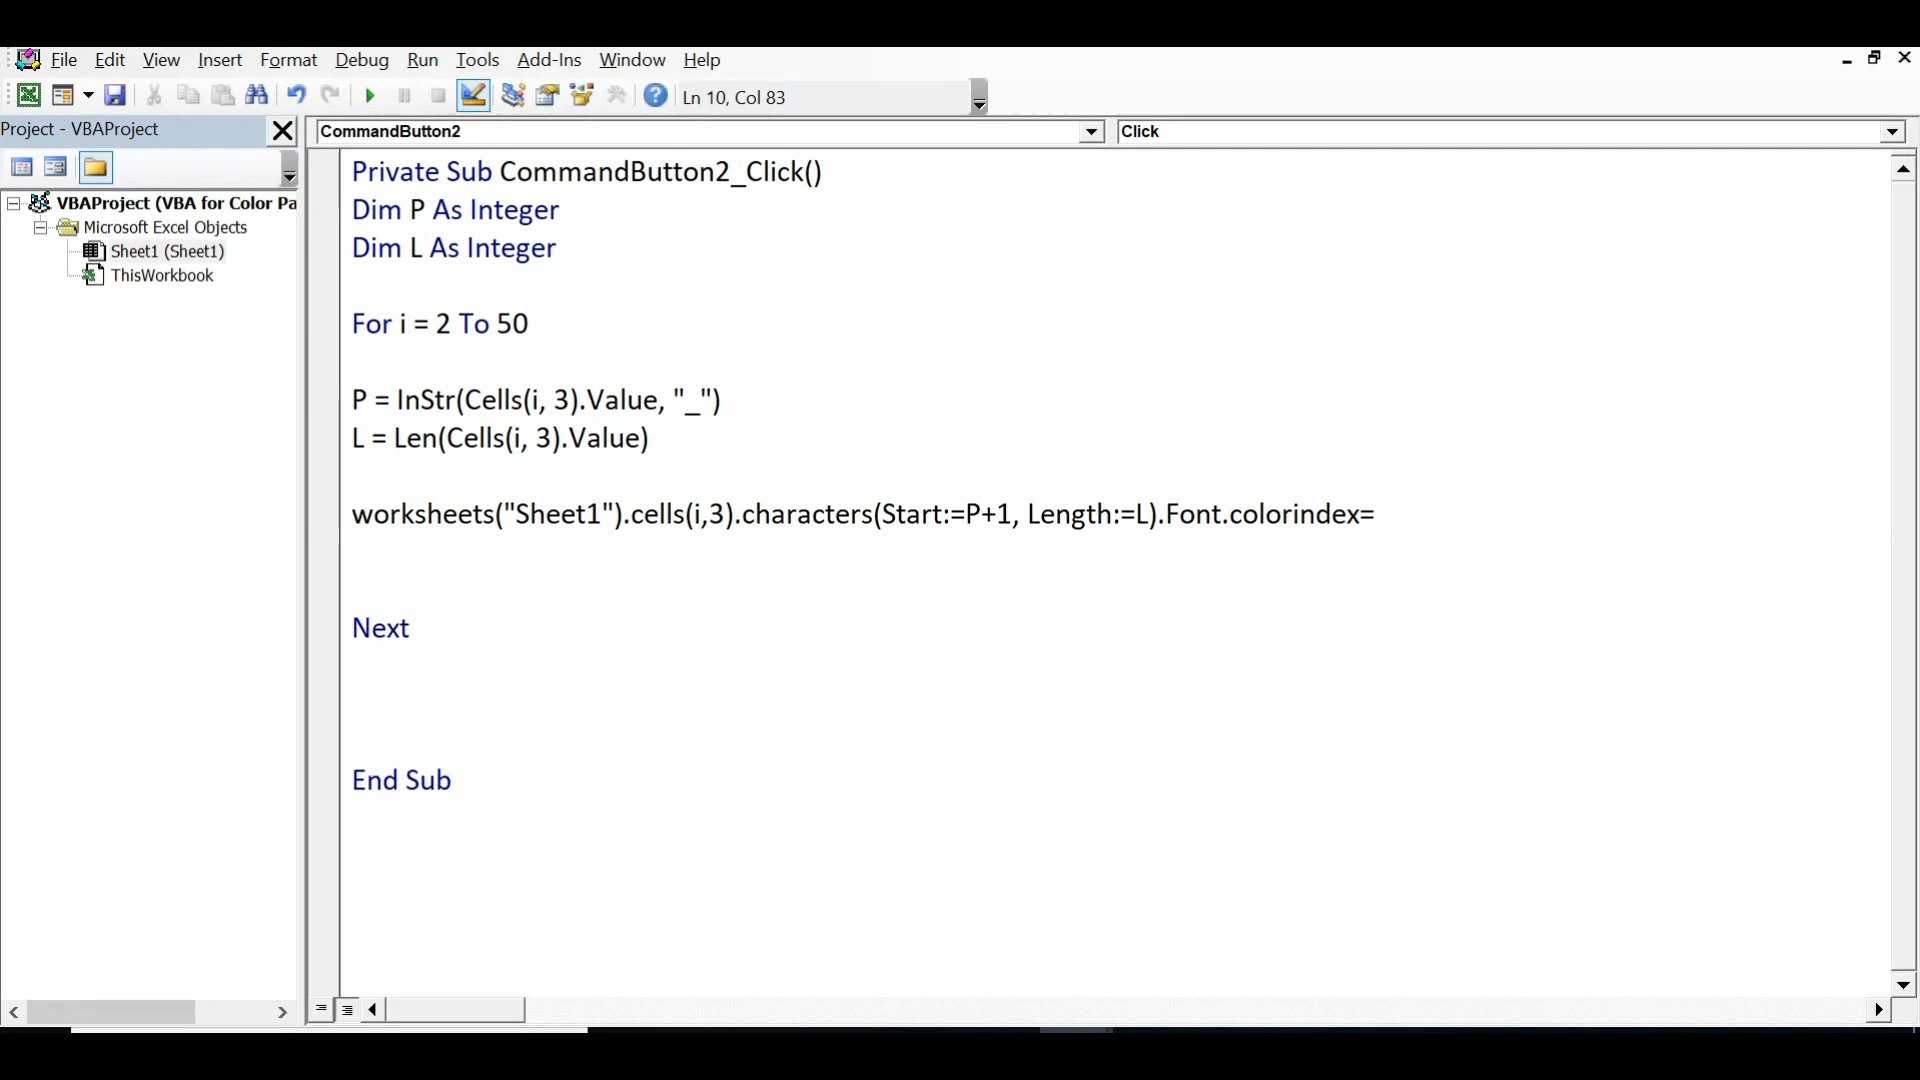 File Edit View Insert Format Debug Run Tools Add-Ins Window Help
Ln 10, Col 83
Project - VBAProject
CommandButton2
Click
VBAProject (VBA for Color Pa
Microsoft Excel Objects
Sheet1 (Sheet1)
ThisWorkbook
Private Sub CommandButton2_Click()
Dim P As Integer
Dim L As Integer
For i = 2 To 50
P = InStr(Cells(i, 3).Value, "_")
L = Len(Cells(i, 3).Value)
worksheets("Sheet1").cells(i,3).characters(Start:=P+1, Length:=L).Font.colorindex=
Next
End Sub